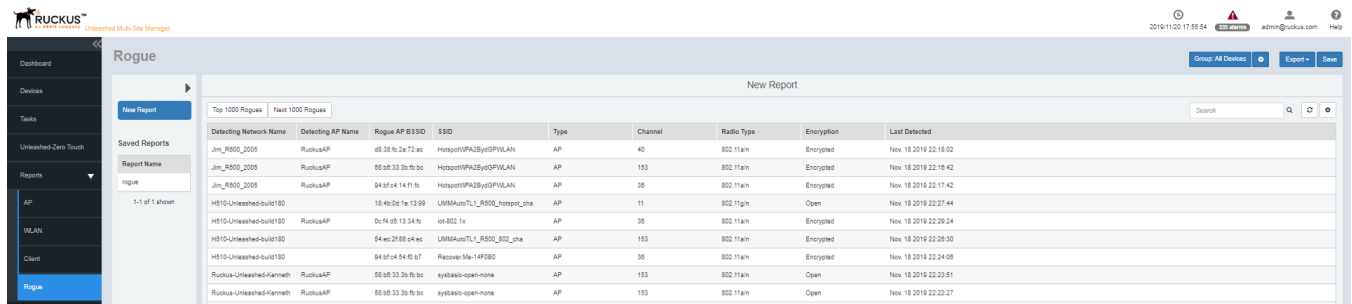 RUCKUS™
an ARRIS company
Unleashed Multi-Site Manager
2019/11/20 17:55:54
335 alarms
admin@ruckus.com
Help
Dashboard
Devices
Tasks
Unleashed-Zero Touch
Reports
AP
WLAN
Client
Rogue
Rogue
Group: All Devices
Export
Save
New Report
Saved Reports
Report Name
rogue
1-1 of 1 shown
New Report
Top 1000 Rogues Next 1000 Rogues
Search
Detecting Network Name Detecting AP Name Rogue AP BSSID SSID Type Channel Radio Type Encryption Last Detected
Jim_R600_2005 RuckusAP d8:38:fc:2a:72:ac HotspotWPA2BydGPWLAN AP 40 802.11a/n Encrypted Nov. 18 2019 22:18:02
Jim_R600_2005 RuckusAP 58:b6:33:3b:fb:bc HotspotWPA2BydGPWLAN AP 153 802.11a/n Encrypted Nov. 18 2019 22:16:42
Jim_R600_2005 RuckusAP 94:bf:c4:14:f1:fc HotspotWPA2BydGPWLAN AP 36 802.11a/n Encrypted Nov. 18 2019 22:17:42
H510-Unleashed-build180 18:4b:0d:1e:13:99 UMMAutoTL1_R500_hotspot_cha AP 11 802.11g/n Open Nov. 18 2019 22:27:44
H510-Unleashed-build180 RuckusAP 0c:f4:d5:13:34:fc iot-802.1x AP 36 802.11a/n Encrypted Nov. 18 2019 22:29:24
H510-Unleashed-build180 54:ec:2f:88:c4:ec UMMAutoTL1_R500_802_cha AP 153 802.11a/n Encrypted Nov. 18 2019 22:26:30
H510-Unleashed-build180 94:bf:c4:54:f0:b7 Recover.Me-14F0B0 AP 36 802.11a/n Encrypted Nov. 18 2019 22:24:06
Ruckus-Unleashed-Kenneth RuckusAP 58:b6:33:3b:fb:bc sysbasic-open-none AP 153 802.11a/n Open Nov. 18 2019 22:23:51
Ruckus-Unleashed-Kenneth RuckusAP 58:b6:33:3b:fb:bc sysbasic-open-none AP 153 802.11a/n Open Nov. 18 2019 22:22:27